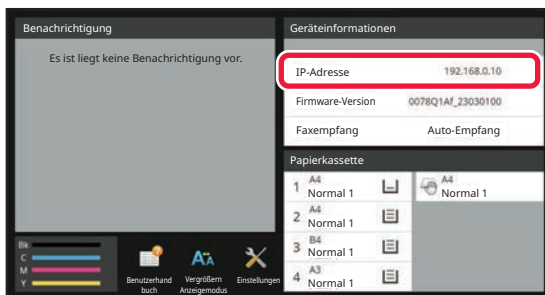 Benachrichtigung
Es ist liegt keine Benachrichtigung vor.
Geräteinformationen
IP-Adresse 192.168.0.10
Firmware-Version 0078Q1Af_23030100
Faxempfang Auto-Empfang
Papierkassette
1 A4
Normal 1
A4
Normal 1
2 A4
Normal 1
3 B4
Normal 1
4 A3
Normal 1
Bk
C
M
Y
Benutzerhand
buch
AA
Vergrößern
Anzeigemodus
Einstellungen